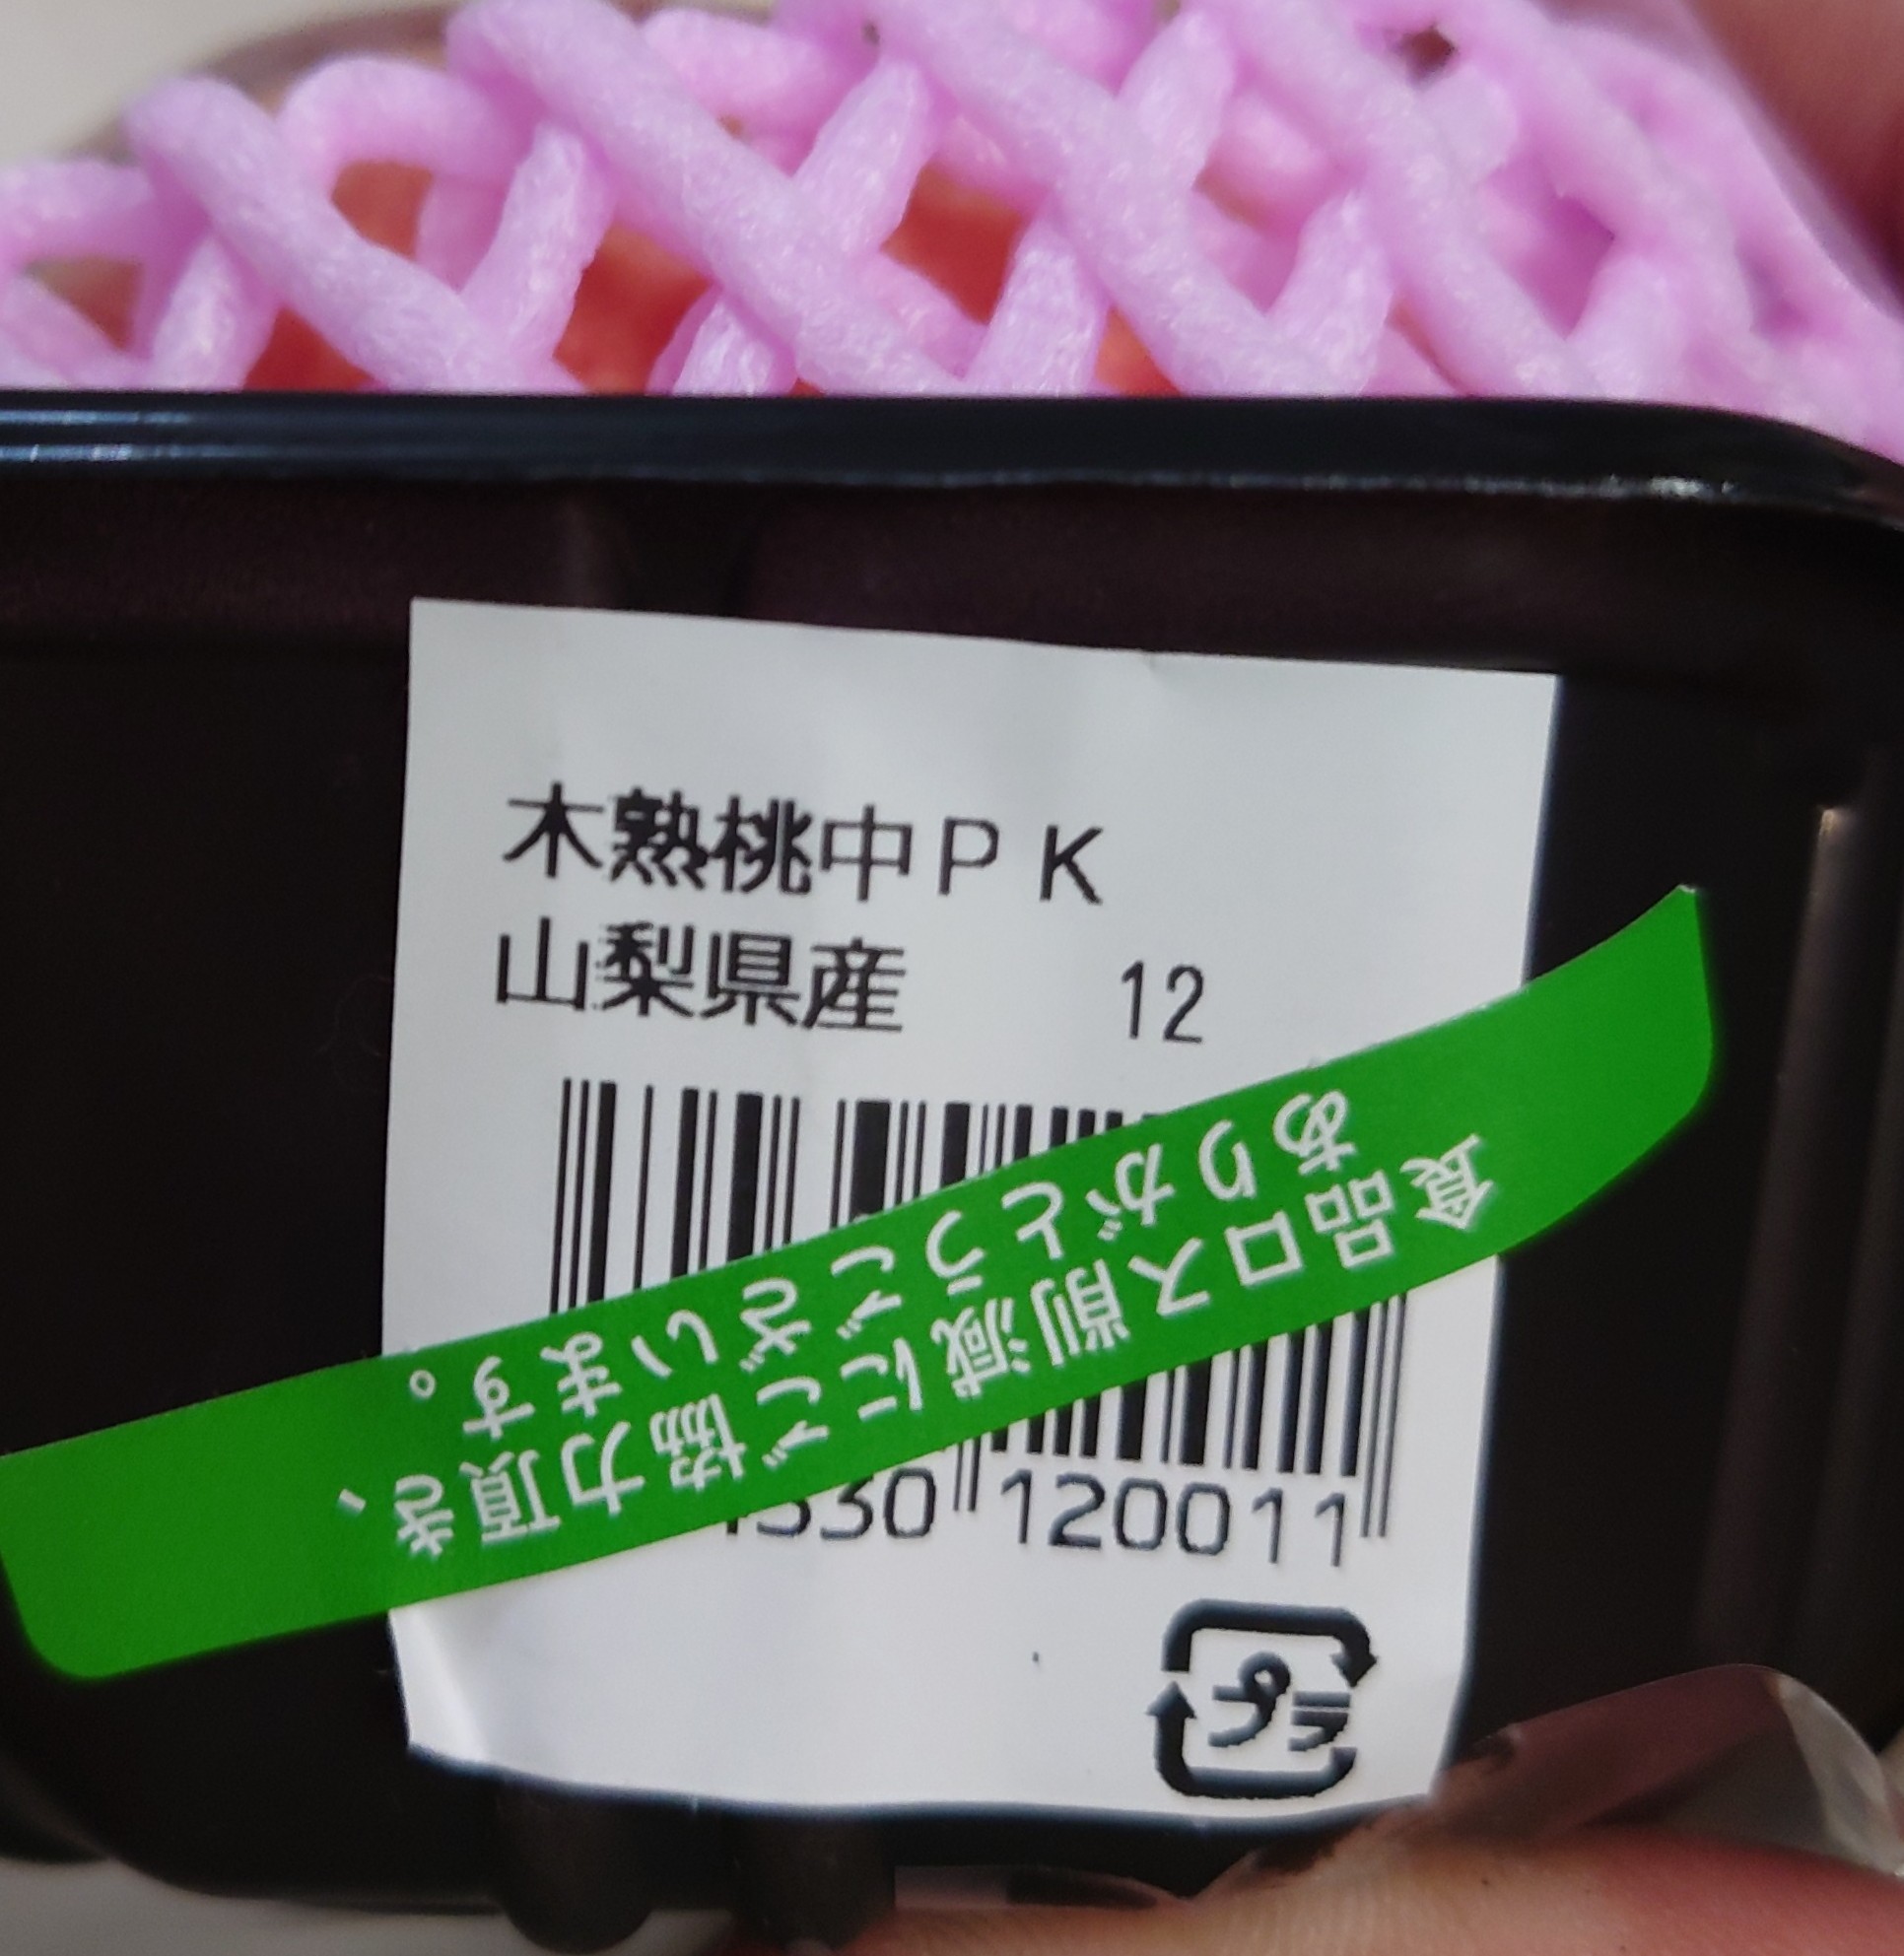 木熟桃中PK
山梨県産 12
食品ロス削減にご協力頂き、
ありがとうございます。
330 120011
プラ